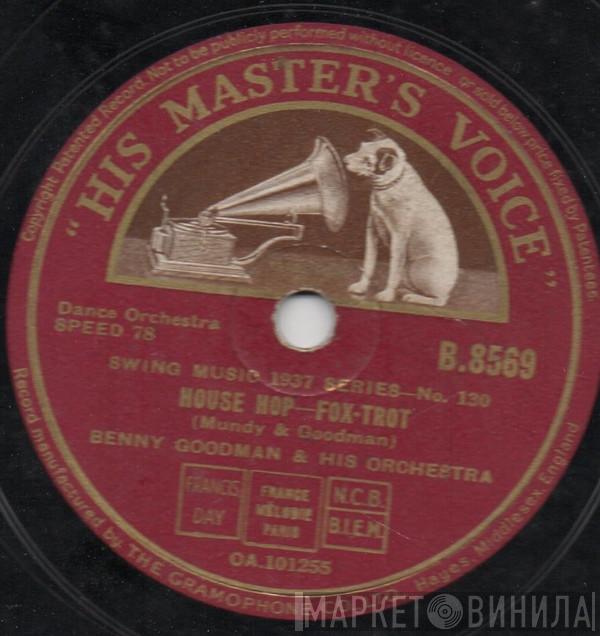 Copyright Patented Record. Not to be publicly performed without licence, or sold below price fixed by Patentees.
"HIS MASTER'S VOICE"
Dance Orchestra
SPEED 78
B.8569
SWING MUSIC 1937 SERIES—No. 130
HOUSE HOP—FOX-TROT
(Mundy & Goodman)
BENNY GOODMAN & HIS ORCHESTRA
FRANCIS
DAY
FRANCE
MÉLODIE
PARIS
N.C.B.
B.I.E.M.
OA.101255
Record manufactured by THE GRAMOPHONE CO. Hayes, Middlesex, England
МАРКЕТ ВИНИЛА